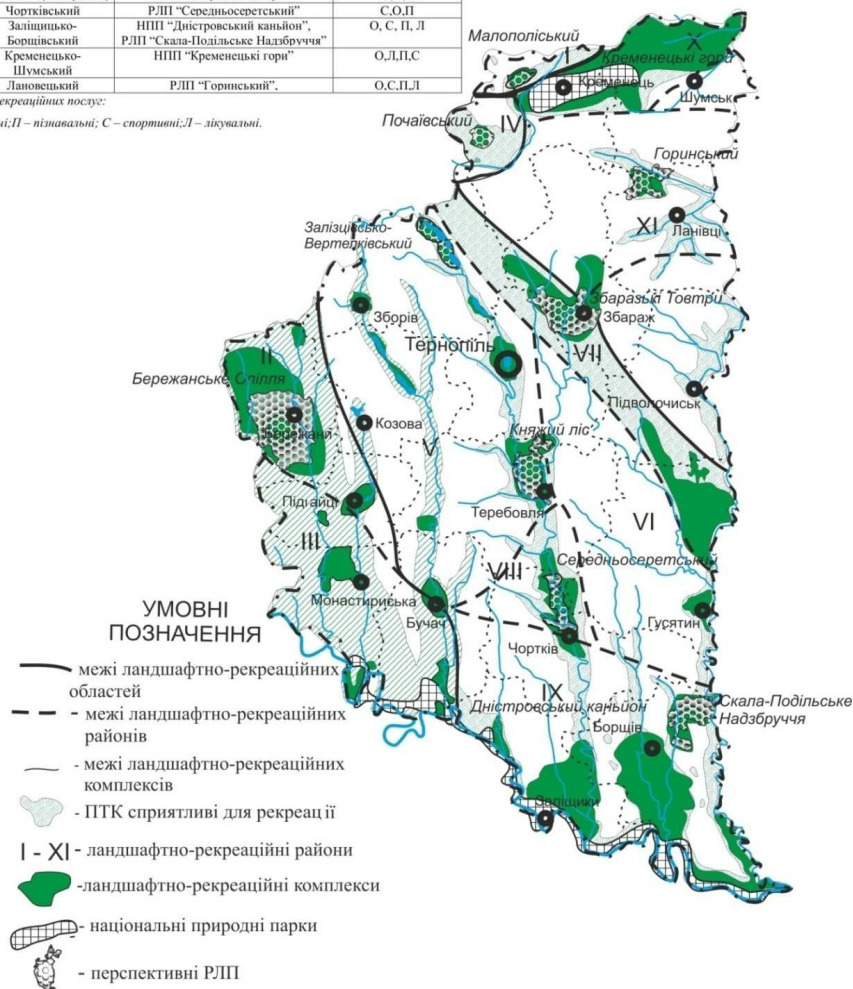 Чортківський РЛП “Середньосеретський” С,О,П
Заліщицько-Борщівський НПП “Дністровський каньйон”, РЛП “Скала-Подільське Надзбруччя” О, С, П, Л
Кременецько-Шумський НПП “Кременецькі гори” О,Л,П,С
Лановецький РЛП “Горинський”, О,С,П,Л
екреаційних послуг:
ні;П – пізнавальні; С – спортивні;Л – лікувальні.
Малополіський
I
X
Кременецькі гори
Кременець
Шумськ
Почаївський
IV
Горинський
XI
Ланівці
Залізцівсько-
Вертелківський
Збаразькі Товтри
Збараж
Зборів
Тернопіль
VII
II
Бережанське Опілля
Підволочиськ
Бережани
Козова
Княжий ліс
V
Підгайці
Теребовля
VI
III
Середньосеретський
VIII
Монастириська
Бучач
Гусятин
Чортків
IX
Дністровський каньйон
Скала-Подільське
Надзбруччя
Борщів
Заліщики
УМОВНІ
ПОЗНАЧЕННЯ
- межі ландшафтно-рекреаційних
областей
- межі ландшафтно-рекреаційних
районів
- межі ландшафтно-рекреаційних
комплексів
- ПТК сприятливі для рекреації
I - XI - ландшафтно-рекреаційні райони
-ландшафтно-рекреаційні комплекси
- національні природні парки
- перспективні РЛП